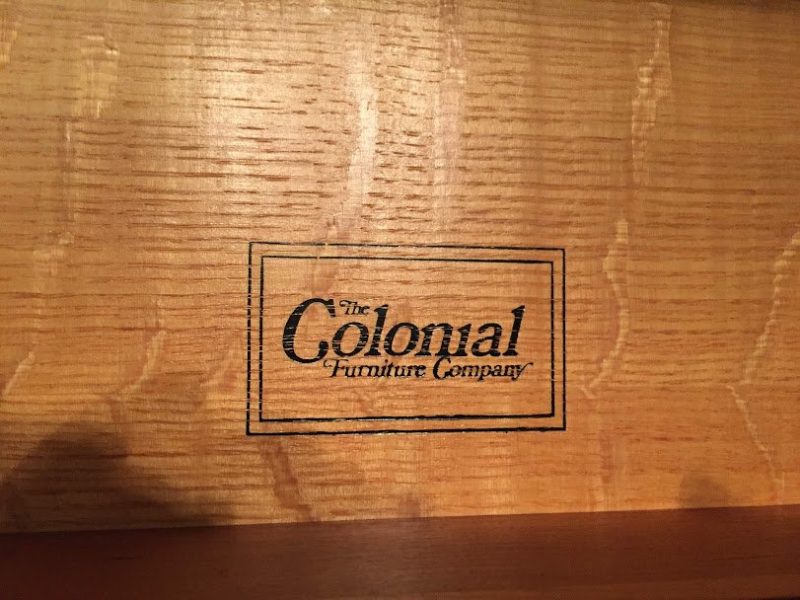 The
Colonial
Furniture Company